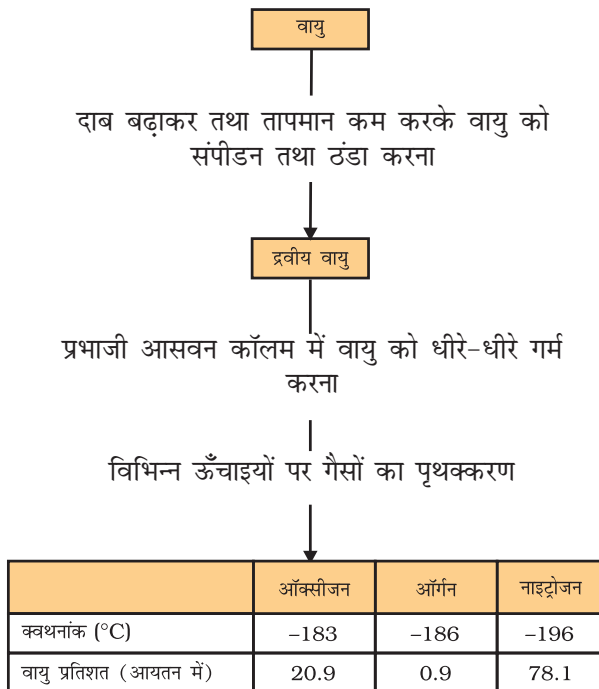 वायु
दाब बढ़ाकर तथा तापमान कम करके वायु को
संपीडन तथा ठंडा करना
द्रवीय वायु
प्रभाजी आसवन कॉलम में वायु को धीरे-धीरे गर्म
करना
विभिन्न ऊँचाइयों पर गैसों का पृथक्करण
ऑक्सीजन ऑर्गन नाइट्रोजन
क्वथनांक (°C) –183 –186 –196
वायु प्रतिशत (आयतन में) 20.9 0.9 78.1